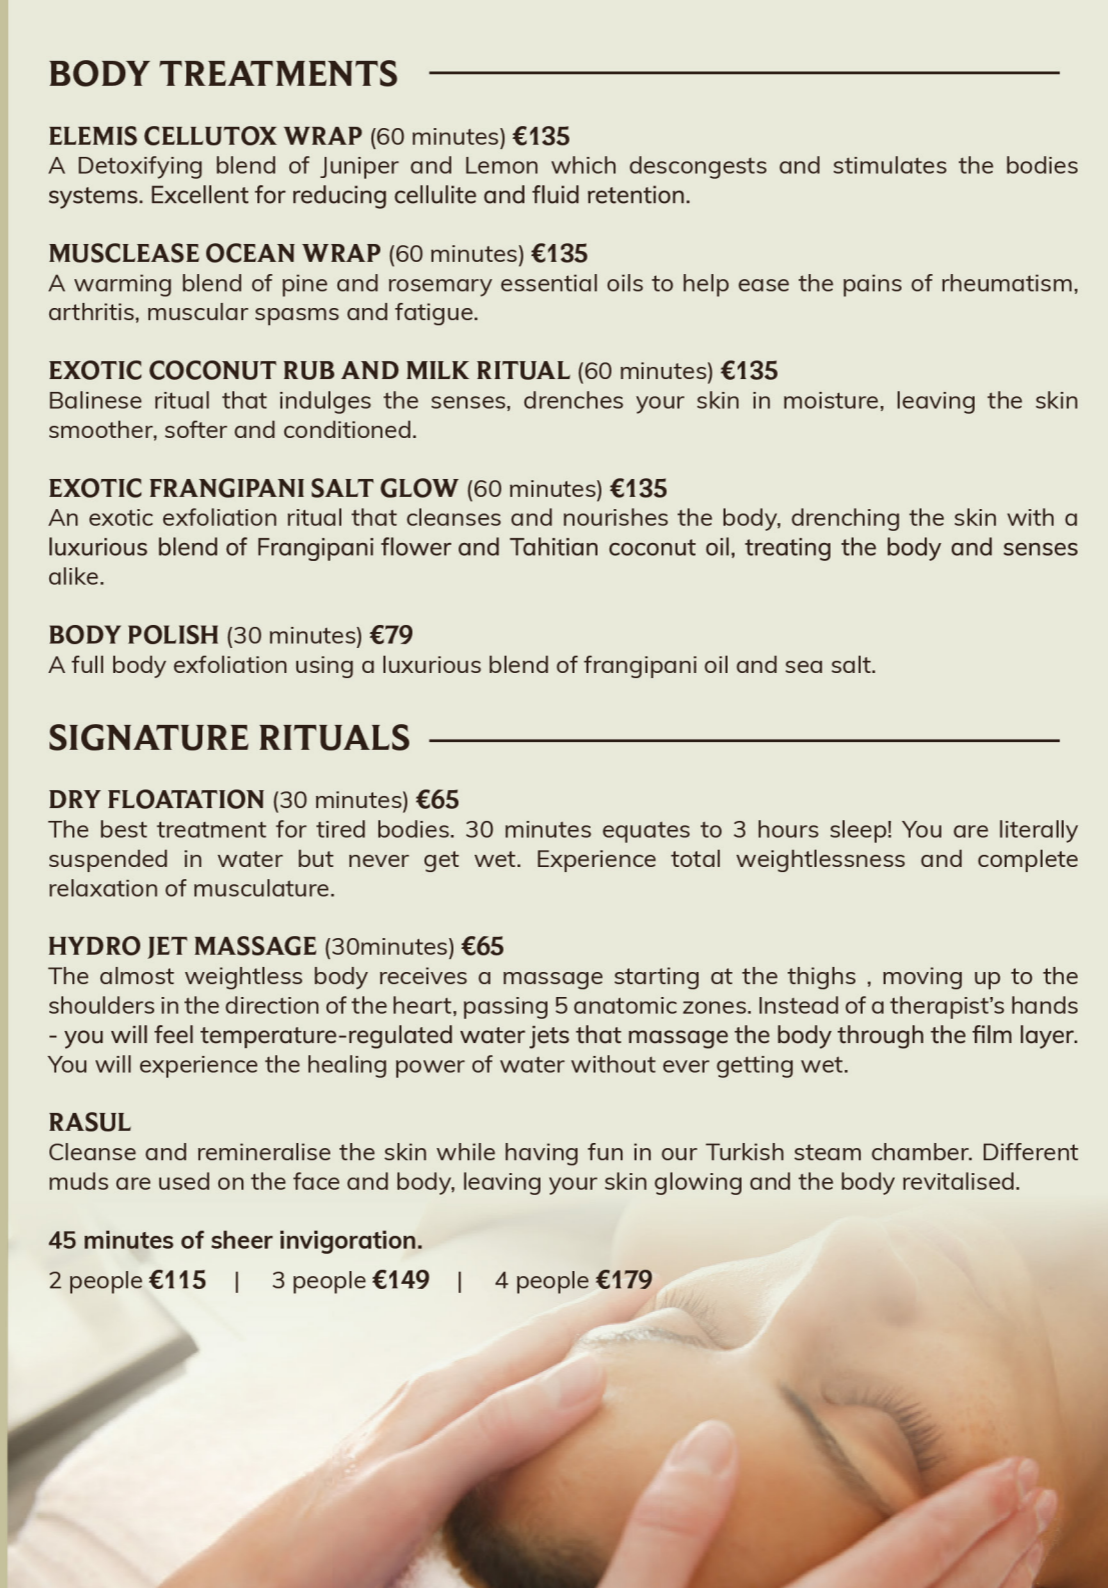 BODY TREATMENTS
ELEMIS CELLUTOX WRAP (60 minutes) €135
A Detoxifying blend of Juniper and Lemon which descongests and stimulates the bodies
systems. Excellent for reducing cellulite and fluid retention.
MUSCLEASE OCEAN WRAP (60 minutes) €135
A warming blend of pine and rosemary essential oils to help ease the pains of rheumatism,
arthritis, muscular spasms and fatigue.
EXOTIC COCONUT RUB AND MILK RITUAL (60 minutes) €135
Balinese ritual that indulges the senses, drenches your skin in moisture, leaving the skin
smoother, softer and conditioned.
EXOTIC FRANGIPANI SALT GLOW (60 minutes) €135
An exotic exfoliation ritual that cleanses and nourishes the body, drenching the skin with a
luxurious blend of Frangipani flower and Tahitian coconut oil, treating the body and senses
alike.
BODY POLISH (30 minutes) €79
A full body exfoliation using a luxurious blend of frangipani oil and sea salt.
SIGNATURE RITUALS
DRY FLOATATION (30 minutes) €65
The best treatment for tired bodies. 30 minutes equates to 3 hours sleep! You are literally
suspended in water but never get wet. Experience total weightlessness and complete
relaxation of musculature.
HYDRO JET MASSAGE (30minutes) €65
The almost weightless body receives a massage starting at the thighs , moving up to the
shoulders in the direction of the heart, passing 5 anatomic zones. Instead of a therapist's hands
- you will feel temperature-regulated water jets that massage the body through the film layer.
You will experience the healing power of water without ever getting wet.
RASUL
Cleanse and remineralise the skin while having fun in our Turkish steam chamber. Different
muds are used on the face and body, leaving your skin glowing and the body revitalised.
45 minutes of sheer invigoration.
2 people €115 | 3 people €149 | 4 people €179